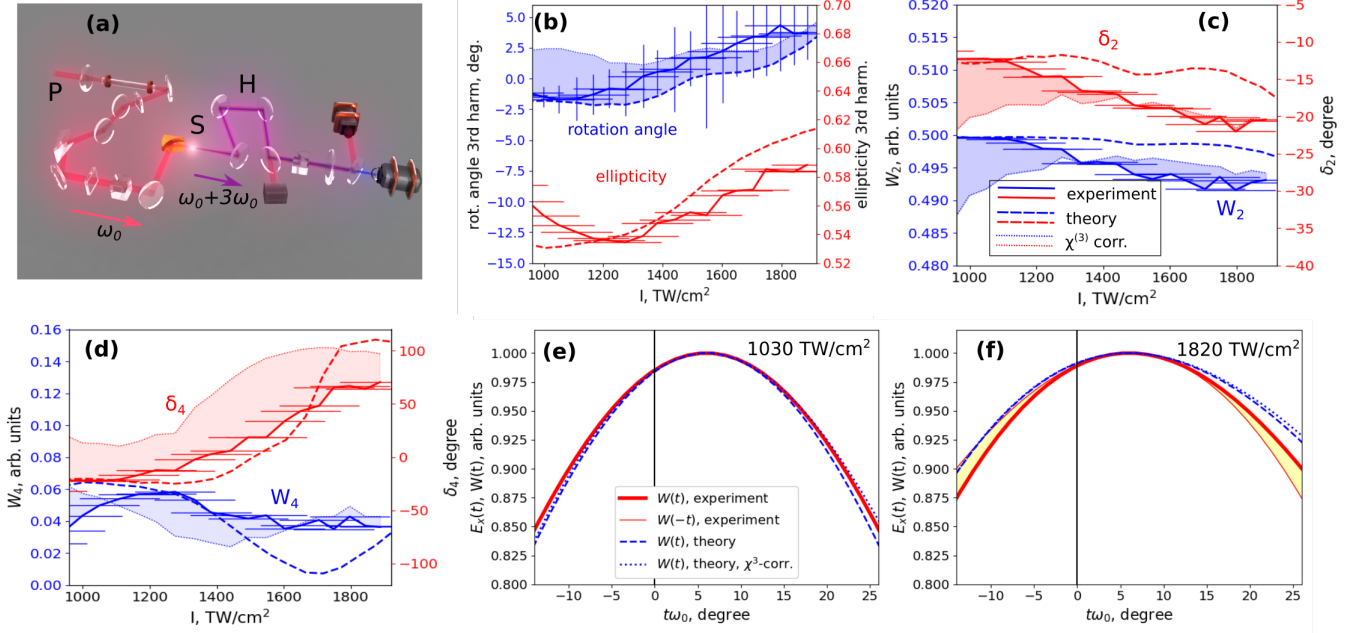 (a)
P
H
S
ω₀+3ω₀
ω₀
(b)
rot. angle 3rd harm, deg.
5.0
2.5
0.0
−2.5
−5.0
−7.5
−10.0
−12.5
−15.0
rotation angle
ellipticity
0.70
0.68
0.66
0.64
0.62
0.60
0.58
0.56
0.54
0.52
ellipticity 3rd harm.
1000 1200 1400 1600 1800
I, TW/cm²
(c)
W₂, arb. units
0.520
0.515
0.510
0.505
0.500
0.495
0.490
0.485
0.480
δ₂
W₂
experiment
theory
χ⁽³⁾ corr.
−5
−10
−15
−20
−25
−30
−35
−40
δ₂, degree
1000 1200 1400 1600 1800
I, TW/cm²
(d)
W₄, arb. units
0.16
0.14
0.12
0.10
0.08
0.06
0.04
0.02
0.00
δ₄
W₄
100
50
0
−50
−100
δ₄, degree
1000 1200 1400 1600 1800
I, TW/cm²
(e)
1030 TW/cm²
Eₓ(t), W(t), arb. units
1.000
0.975
0.950
0.925
0.900
0.875
0.850
0.825
0.800
W(t), experiment
W(−t), experiment
W(t), theory
W(t), theory, χ³-corr.
−10 −5 0 5 10 15 20 25
tω₀, degree
(f)
1820 TW/cm²
Eₓ(t), W(t), arb. units
1.000
0.975
0.950
0.925
0.900
0.875
0.850
0.825
0.800
−10 −5 0 5 10 15 20 25
tω₀, degree